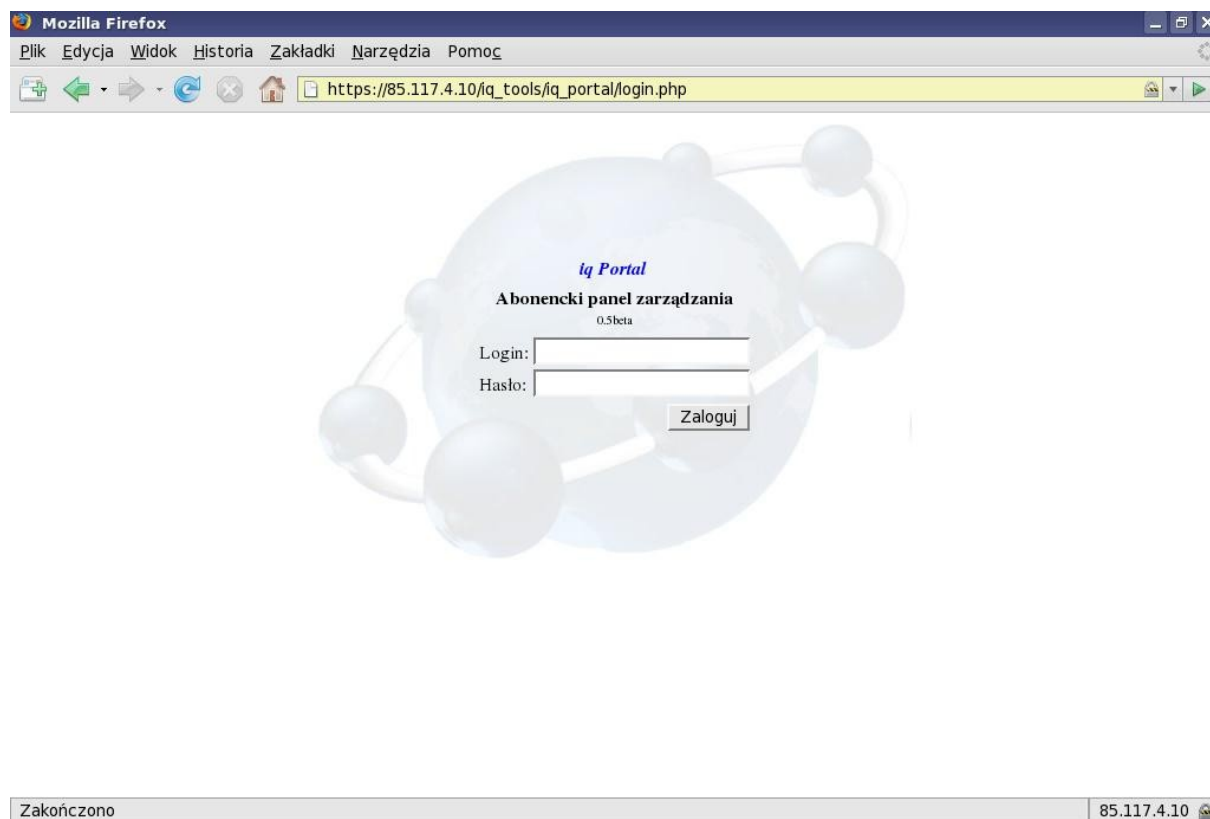 Mozilla Firefox
Plik Edycja Widok Historia Zakładki Narzędzia Pomoc
https://85.117.4.10/iq_tools/iq_portal/login.php
iq Portal
Abonencki panel zarządzania
0.5beta
Login:
Hasło:
Zaloguj
Zakończono 85.117.4.10